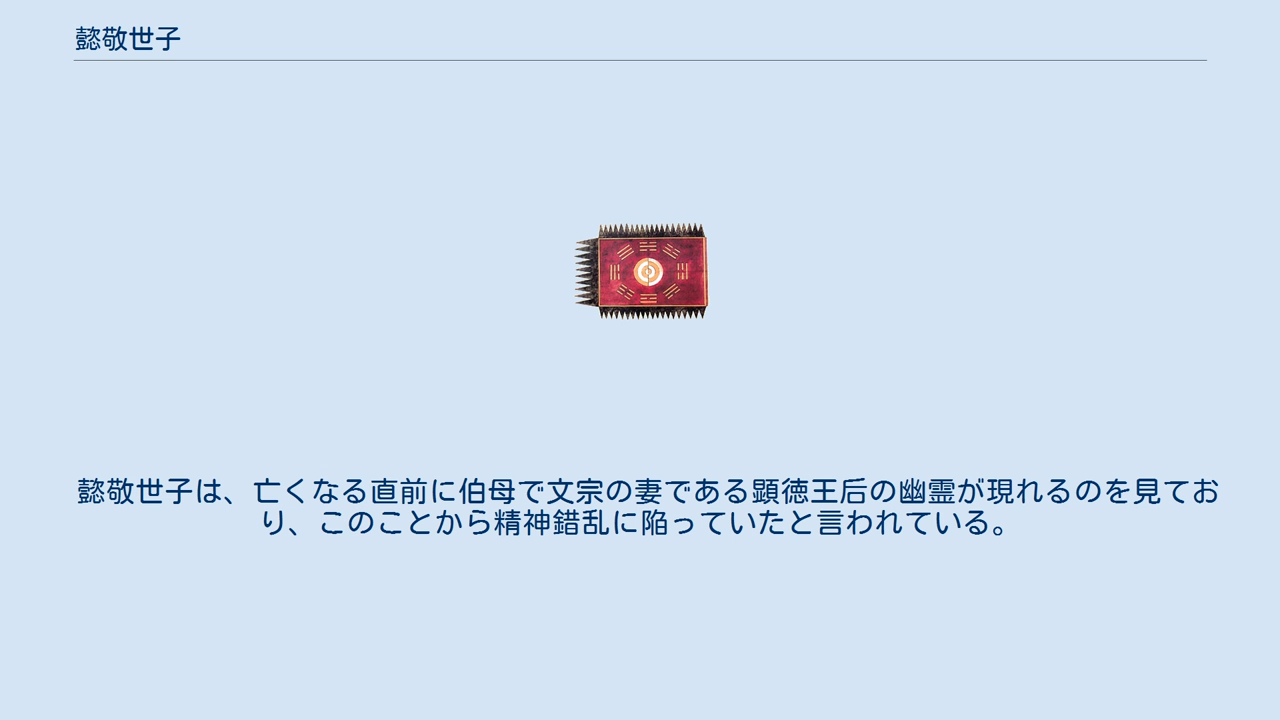 懿敬世子
懿敬世子は、亡くなる直前に伯母で文宗の妻である顕徳王后の幽霊が現れるのを見てお
り、このことから精神錯乱に陥っていたと言われている。